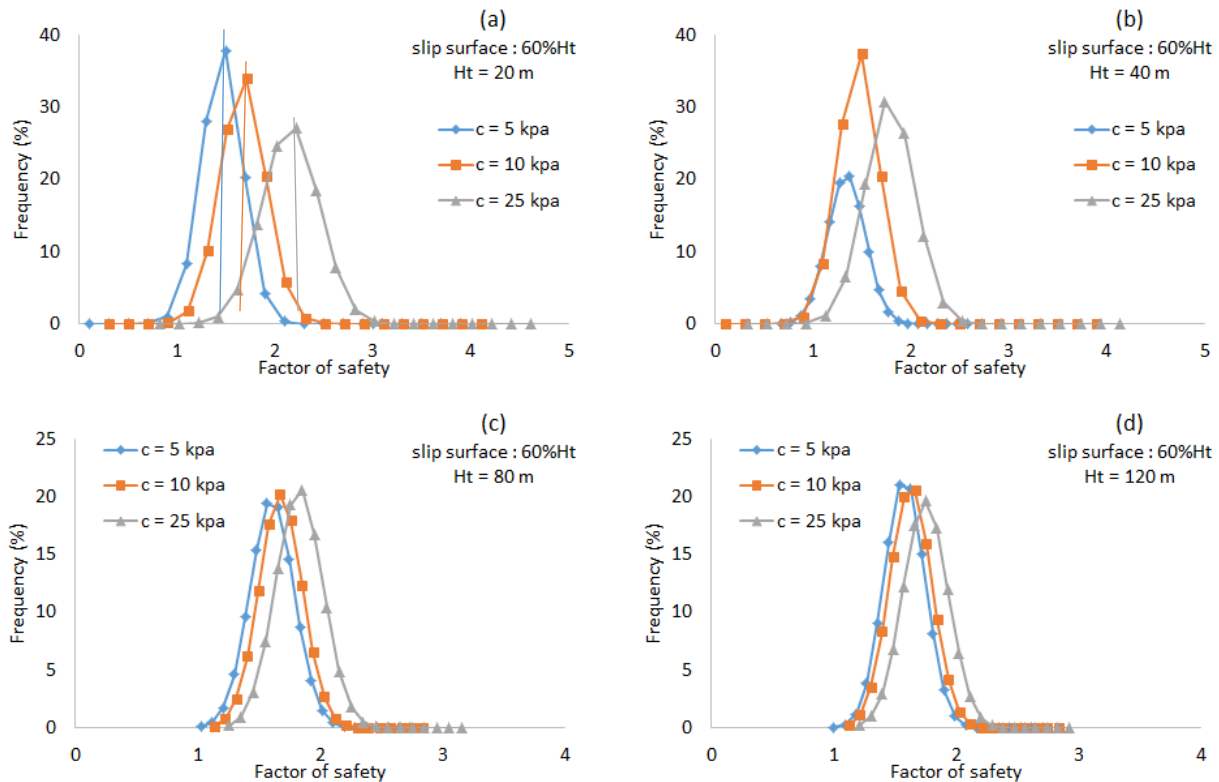 (a)
slip surface : 60%Ht
Ht = 20 m
c = 5 kpa
c = 10 kpa
c = 25 kpa
Frequency (%)
40
30
20
10
0
0 1 2 3 4 5
Factor of safety
(b)
slip surface : 60%Ht
Ht = 40 m
c = 5 kpa
c = 10 kpa
c = 25 kpa
Frequency (%)
40
30
20
10
0
0 1 2 3 4 5
Factor of safety
(c)
slip surface : 60%Ht
Ht = 80 m
c = 5 kpa
c = 10 kpa
c = 25 kpa
Frequency (%)
25
20
15
10
5
0
0 1 2 3 4
Factor of safety
(d)
slip surface : 60%Ht
Ht = 120 m
c = 5 kpa
c = 10 kpa
c = 25 kpa
Frequency (%)
25
20
15
10
5
0
0 1 2 3 4
Factor of safety